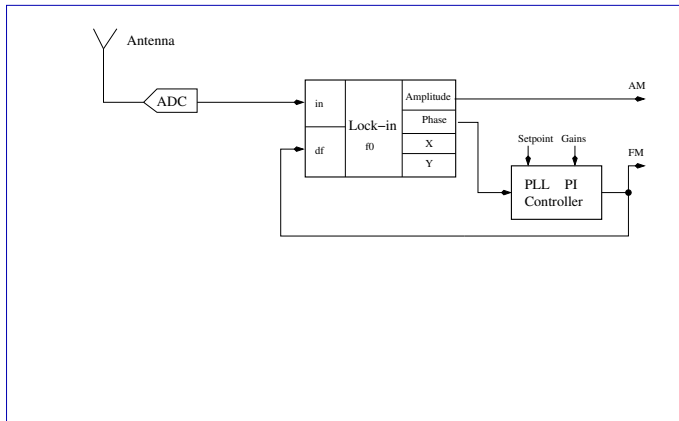 Antenna
ADC
in
df
Lock-in
f0
Amplitude
Phase
X
Y
AM
Setpoint Gains
FM
PLL PI
Controller